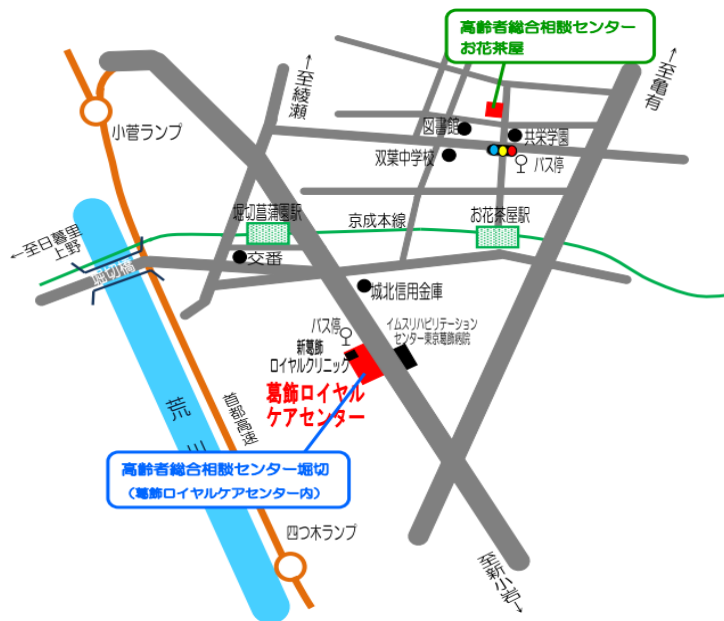 高齢者総合相談センター
お花茶屋
←至綾瀬
←至亀有
小菅ランプ
図書館
共栄学園
双葉中学校
バス停
堀切菖蒲園駅
京成本線
お花茶屋駅
←至日暮里
上野
堀切橋
交番
城北信用金庫
バス停
イムスリハビリテーション
センター東京葛飾病院
新葛飾
ロイヤルクリニック
葛飾ロイヤル
ケアセンター
荒
川
首都高速
高齢者総合相談センター堀切
（葛飾ロイヤルケアセンター内）
四つ木ランプ
至新小岩→